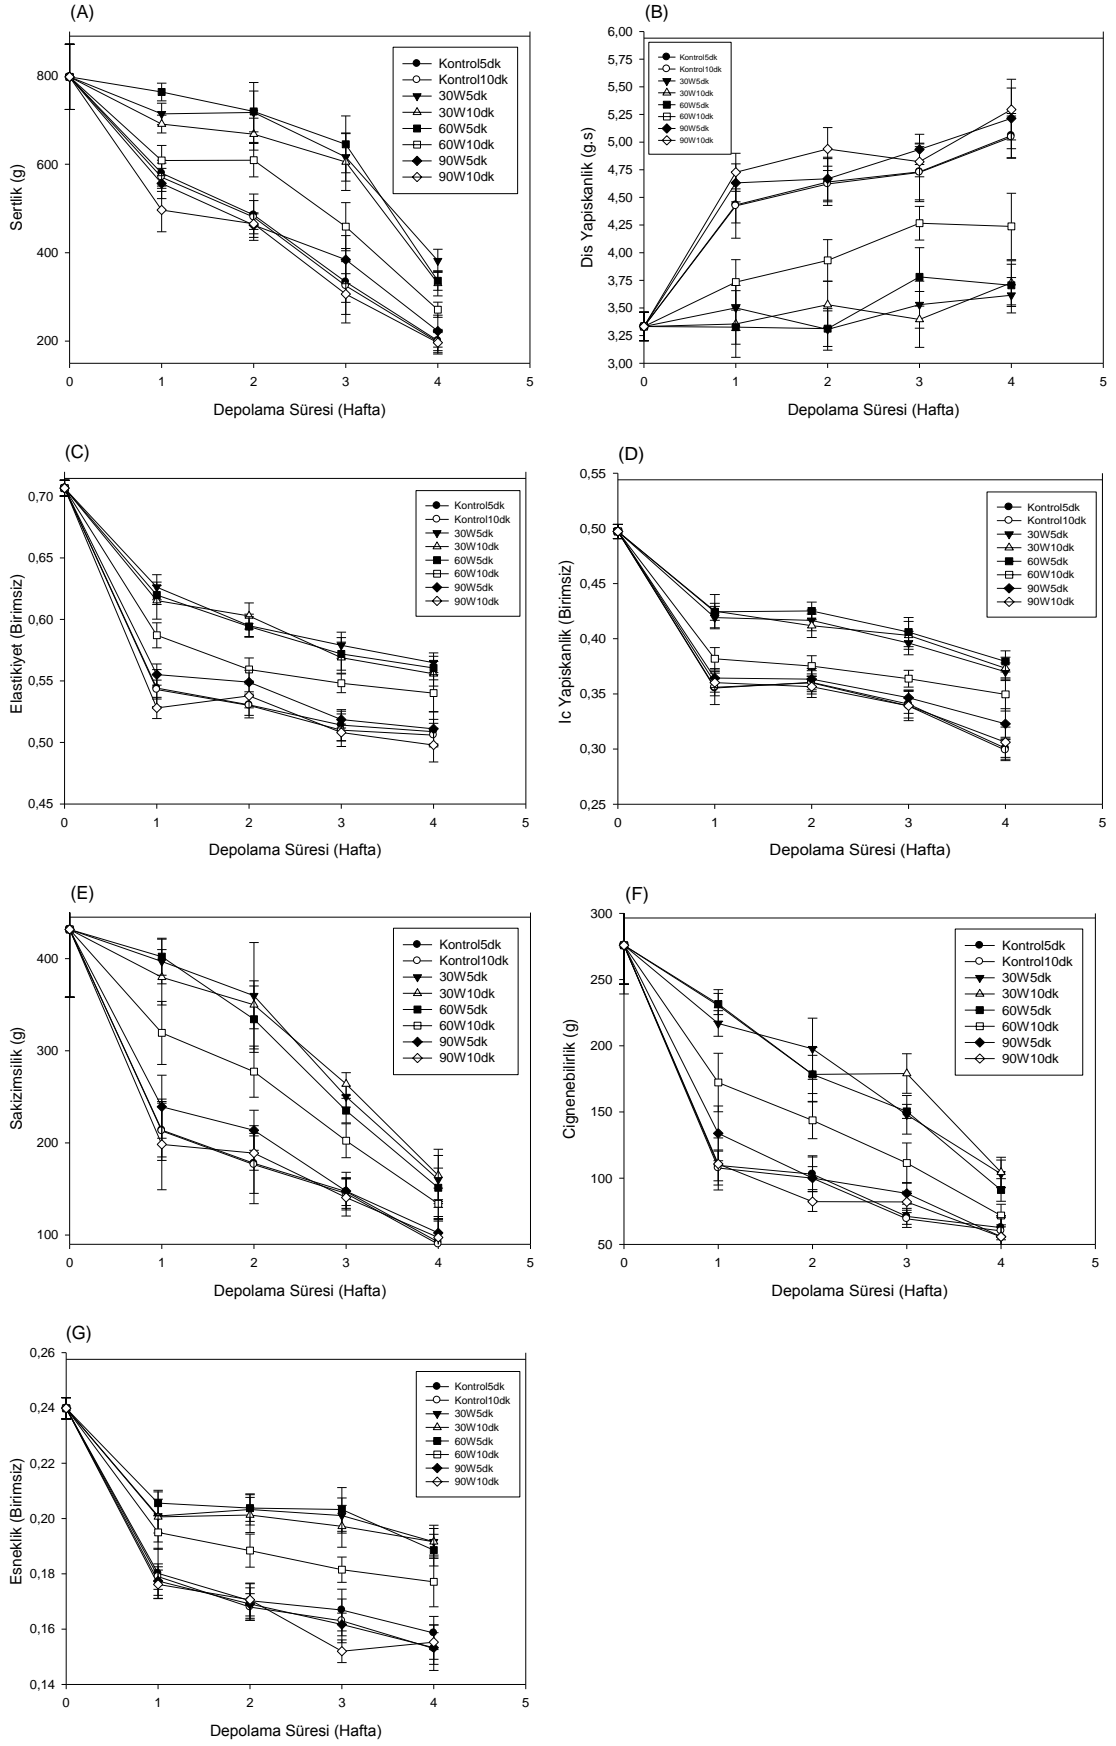 (A)
Sertlik (g)
800
600
400
200
0 1 2 3 4 5
Depolama Süresi (Hafta)
Kontrol5dk
Kontrol10dk
30W5dk
30W10dk
60W5dk
60W10dk
90W5dk
90W10dk
(B)
Dis Yapiskanlik (g.s)
6,00
5,75
5,50
5,25
5,00
4,75
4,50
4,25
4,00
3,75
3,50
3,25
3,00
0 1 2 3 4 5
Depolama Süresi (Hafta)
Kontrol5dk
Kontrol10dk
30W5dk
30W10dk
60W5dk
60W10dk
90W5dk
90W10dk
(C)
Elastikiyet (Birimsiz)
0,70
0,65
0,60
0,55
0,50
0,45
0 1 2 3 4 5
Depolama Süresi (Hafta)
Kontrol5dk
Kontrol10dk
30W5dk
30W10dk
60W5dk
60W10dk
90W5dk
90W10dk
(D)
Ic Yapiskanlik (Birimsiz)
0,55
0,50
0,45
0,40
0,35
0,30
0,25
0 1 2 3 4 5
Depolama Süresi (Hafta)
Kontrol5dk
Kontrol10dk
30W5dk
30W10dk
60W5dk
60W10dk
90W5dk
90W10dk
(E)
Sakizimsilik (g)
400
300
200
100
0 1 2 3 4 5
Depolama Süresi (Hafta)
Kontrol5dk
Kontrol10dk
30W5dk
30W10dk
60W5dk
60W10dk
90W5dk
90W10dk
(F)
Cignenebilirlik (g)
300
250
200
150
100
50
0 1 2 3 4 5
Depolama Süresi (Hafta)
Kontrol5dk
Kontrol10dk
30W5dk
30W10dk
60W5dk
60W10dk
90W5dk
90W10dk
(G)
Esneklik (Birimsiz)
0,26
0,24
0,22
0,20
0,18
0,16
0,14
0 1 2 3 4 5
Depolama Süresi (Hafta)
Kontrol5dk
Kontrol10dk
30W5dk
30W10dk
60W5dk
60W10dk
90W5dk
90W10dk